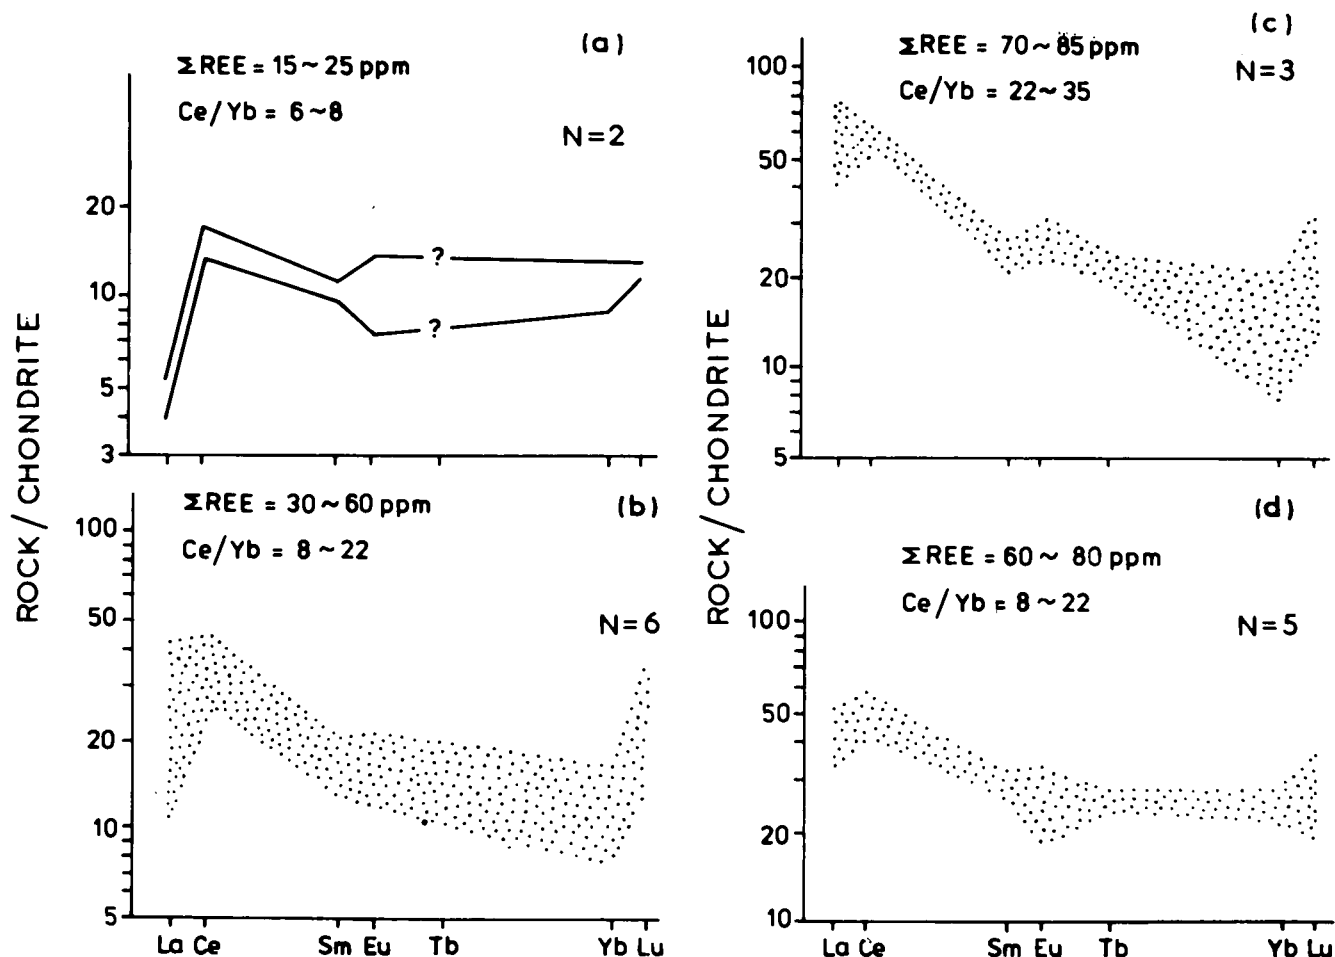 (a)
ΣREE = 15~25 ppm
Ce/Yb = 6~8
N=2
20
10
5
3
?
?
ROCK/CHONDRITE
(b)
ΣREE = 30~60 ppm
Ce/Yb = 8~22
N=6
100
50
20
10
5
La Ce Sm Eu Tb Yb Lu
(c)
ΣREE = 70~85 ppm
Ce/Yb = 22~35
N=3
100
50
20
10
5
ROCK/CHONDRITE
(d)
ΣREE = 60~80 ppm
Ce/Yb = 8~22
N=5
100
50
20
10
La Ce Sm Eu Tb Yb Lu